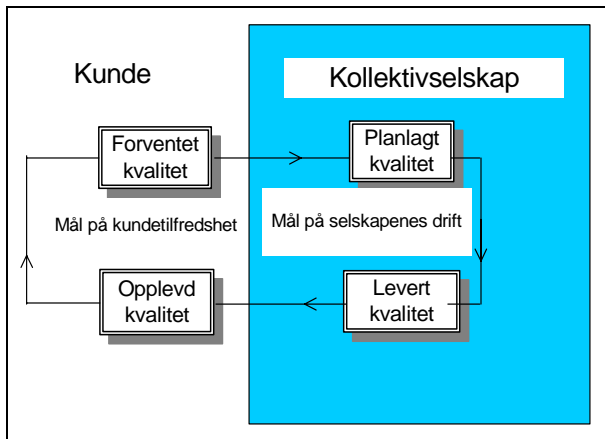 Kunde
Kollektivselskap
Forventet
kvalitet
Planlagt
kvalitet
Mål på kundetilfredshet
Mål på selskapenes drift
Opplevd
kvalitet
Levert
kvalitet